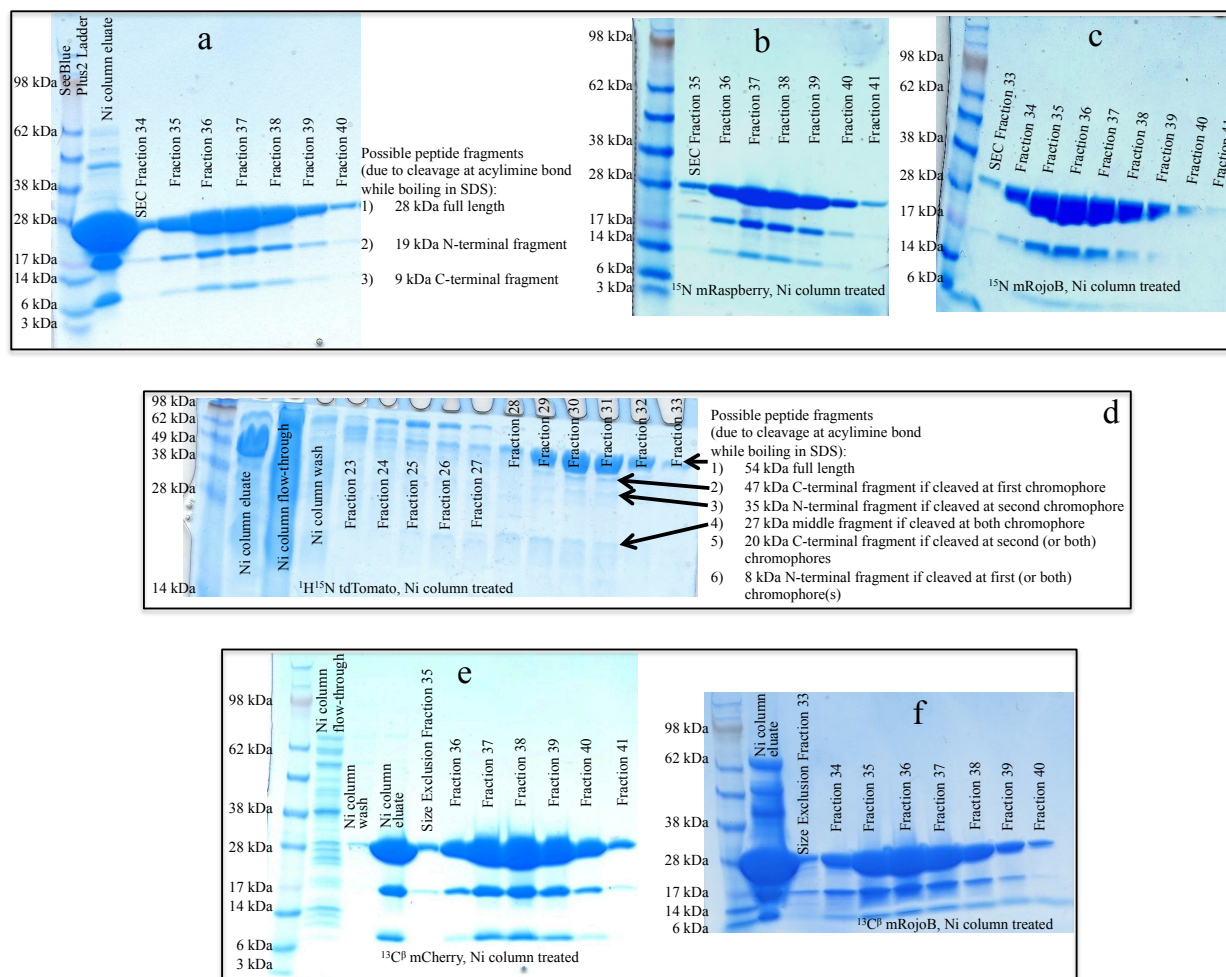 a
SeeBlue
Plus2 Ladder
Ni column eluate
SEC Fraction 34
Fraction 35
Fraction 36
Fraction 37
Fraction 38
Fraction 39
Fraction 40
98 kDa
62 kDa
38 kDa
28 kDa
17 kDa
14 kDa
6 kDa
3 kDa
Possible peptide fragments
(due to cleavage at acylimine bond
while boiling in SDS):
1) 28 kDa full length
2) 19 kDa N-terminal fragment
3) 9 kDa C-terminal fragment
b
98 kDa
62 kDa
38 kDa
28 kDa
17 kDa
14 kDa
6 kDa
3 kDa
SEC Fraction 35
Fraction 36
Fraction 37
Fraction 38
Fraction 39
Fraction 40
Fraction 41
¹⁵N mRaspberry, Ni column treated
c
98 kDa
62 kDa
38 kDa
28 kDa
17 kDa
14 kDa
6 kDa
SEC Fraction 33
Fraction 34
Fraction 35
Fraction 36
Fraction 37
Fraction 38
Fraction 39
Fraction 40
Fraction 41
¹⁵N mRojoB, Ni column treated
d
98 kDa
62 kDa
49 kDa
38 kDa
28 kDa
14 kDa
Ni column eluate
Ni column flow-through
Ni column wash
Fraction 23
Fraction 24
Fraction 25
Fraction 26
Fraction 27
Fraction 28
Fraction 29
Fraction 30
Fraction 31
Fraction 32
Fraction 33
¹H¹⁵N tdTomato, Ni column treated
Possible peptide fragments
(due to cleavage at acylimine bond
while boiling in SDS):
1) 54 kDa full length
2) 47 kDa C-terminal fragment if cleaved at first chromophore
3) 35 kDa N-terminal fragment if cleaved at second chromophore
4) 27 kDa middle fragment if cleaved at both chromophore
5) 20 kDa C-terminal fragment if cleaved at second (or both)
chromophores
6) 8 kDa N-terminal fragment if cleaved at first (or both)
chromophore(s)
e
98 kDa
62 kDa
38 kDa
28 kDa
17 kDa
14 kDa
6 kDa
3 kDa
Ni column
flow-through
Ni column
wash
Ni column
eluate
Size Exclusion Fraction 35
Fraction 36
Fraction 37
Fraction 38
Fraction 39
Fraction 40
Fraction 41
¹³Cᵝ mCherry, Ni column treated
f
98 kDa
62 kDa
38 kDa
28 kDa
17 kDa
14 kDa
6 kDa
Ni column
eluate
Size Exclusion Fraction 33
Fraction 34
Fraction 35
Fraction 36
Fraction 37
Fraction 38
Fraction 39
Fraction 40
¹³Cᵝ mRojoB, Ni column treated